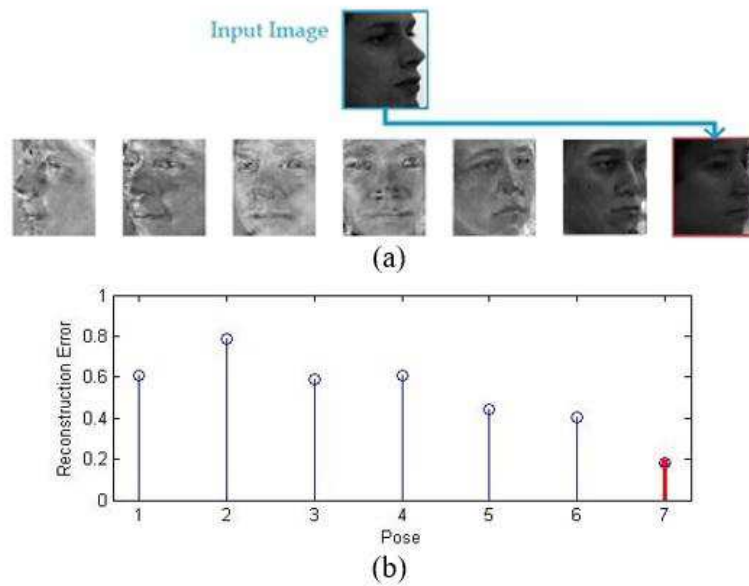 Input Image
(a)
1
0.8
0.6
0.4
0.2
0
Reconstruction Error
1 2 3 4 5 6 7
Pose
(b)